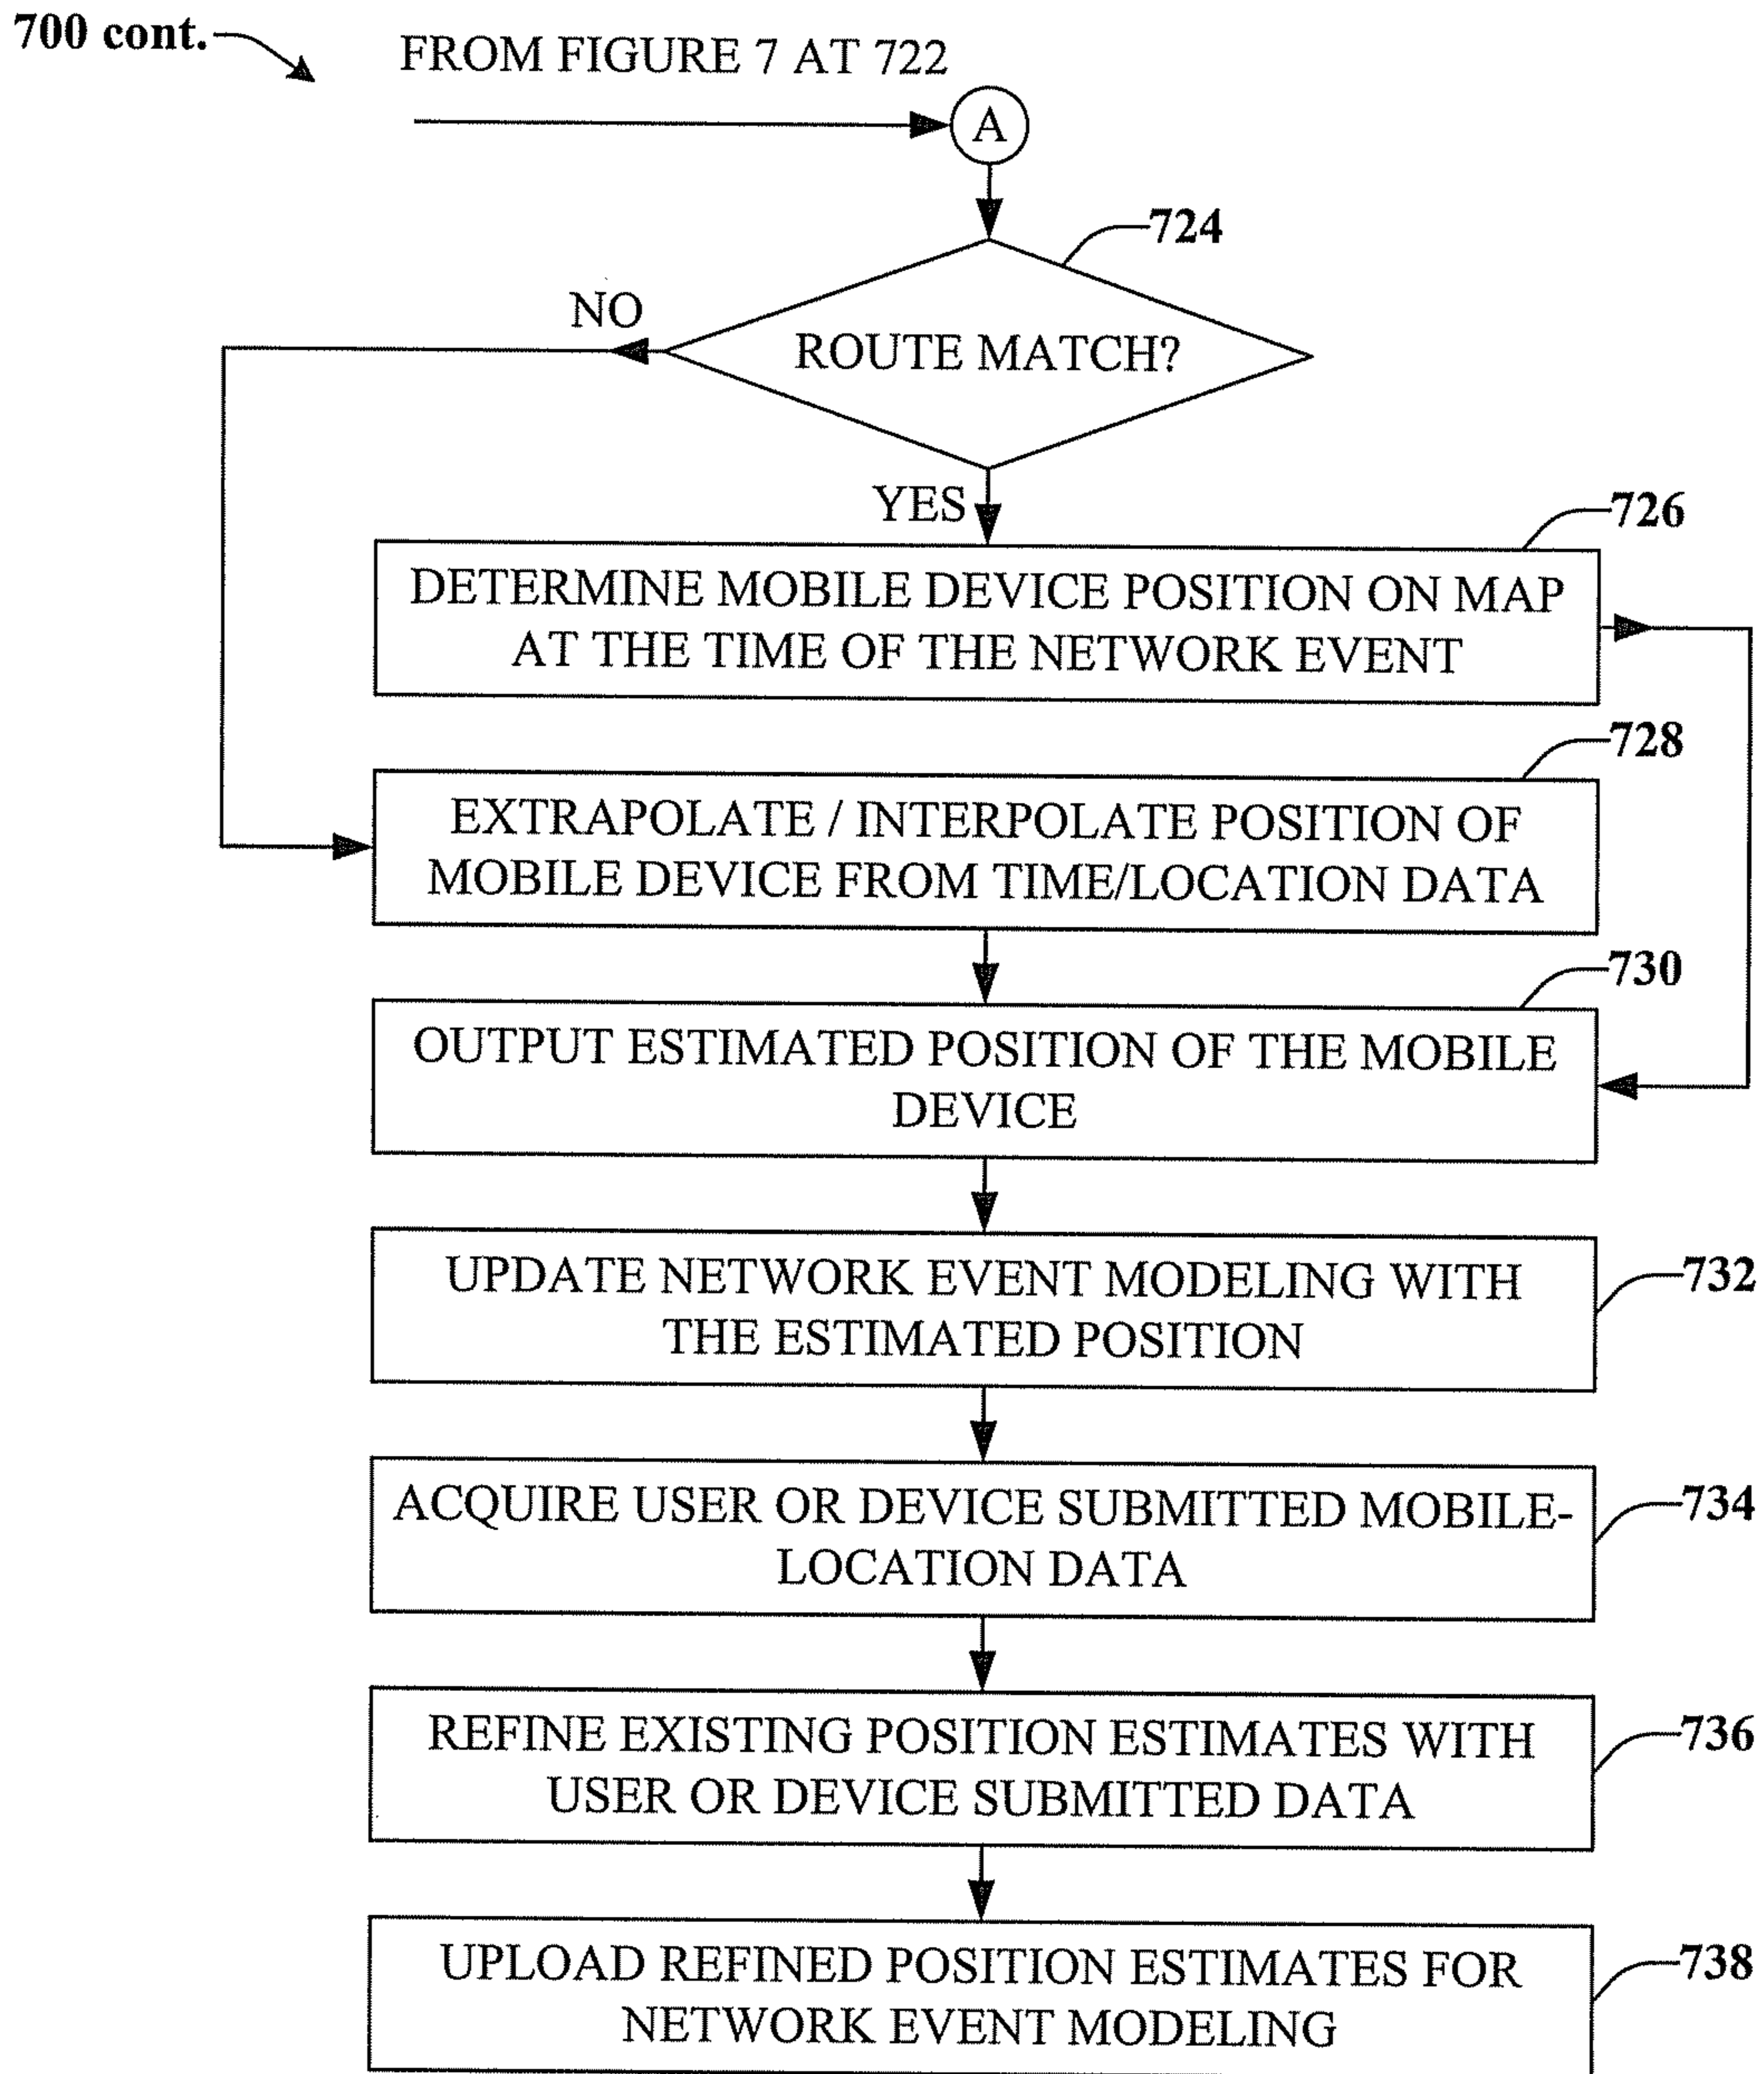 700 cont.
FROM FIGURE 7 AT 722
A
724
NO
ROUTE MATCH?
YES
726
DETERMINE MOBILE DEVICE POSITION ON MAP
AT THE TIME OF THE NETWORK EVENT
728
EXTRAPOLATE / INTERPOLATE POSITION OF
MOBILE DEVICE FROM TIME/LOCATION DATA
730
OUTPUT ESTIMATED POSITION OF THE MOBILE
DEVICE
UPDATE NETWORK EVENT MODELING WITH
THE ESTIMATED POSITION
732
ACQUIRE USER OR DEVICE SUBMITTED MOBILE-
LOCATION DATA
734
REFINE EXISTING POSITION ESTIMATES WITH
USER OR DEVICE SUBMITTED DATA
736
UPLOAD REFINED POSITION ESTIMATES FOR
NETWORK EVENT MODELING
738